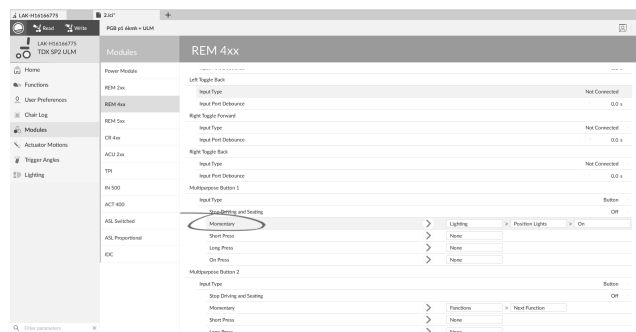 LAK-H16166775
2.lci*
+
Read
Write
PGB p5 6kmh + ULM
LAK-H16166775
TDX SP2 ULM
Modules
REM 4xx
Home
Functions
User Preferences
Chair Log
Modules
Actuator Motions
Trigger Angles
Lighting
Power Module
REM 2xx
REM 4xx
REM 5xx
CR 4xx
ACU 2xx
TPI
IN 500
ACT 400
ASL Switched
ASL Proportional
IDC
Left Toggle Back
Input Type Not Connected
Input Port Debounce 0.0 s
Right Toggle Forward
Input Type Not Connected
Input Port Debounce 0.0 s
Right Toggle Back
Input Type Not Connected
Input Port Debounce 0.0 s
Multipurpose Button 1
Input Type Button
Stop Driving and Seating Off
Momentary > Lighting > Position Lights > On
Short Press > None
Long Press > None
On Press > None
Multipurpose Button 2
Input Type Button
Stop Driving and Seating Off
Momentary > Functions > Next Function
Short Press > None
Long Press > None
Filter parameters ×